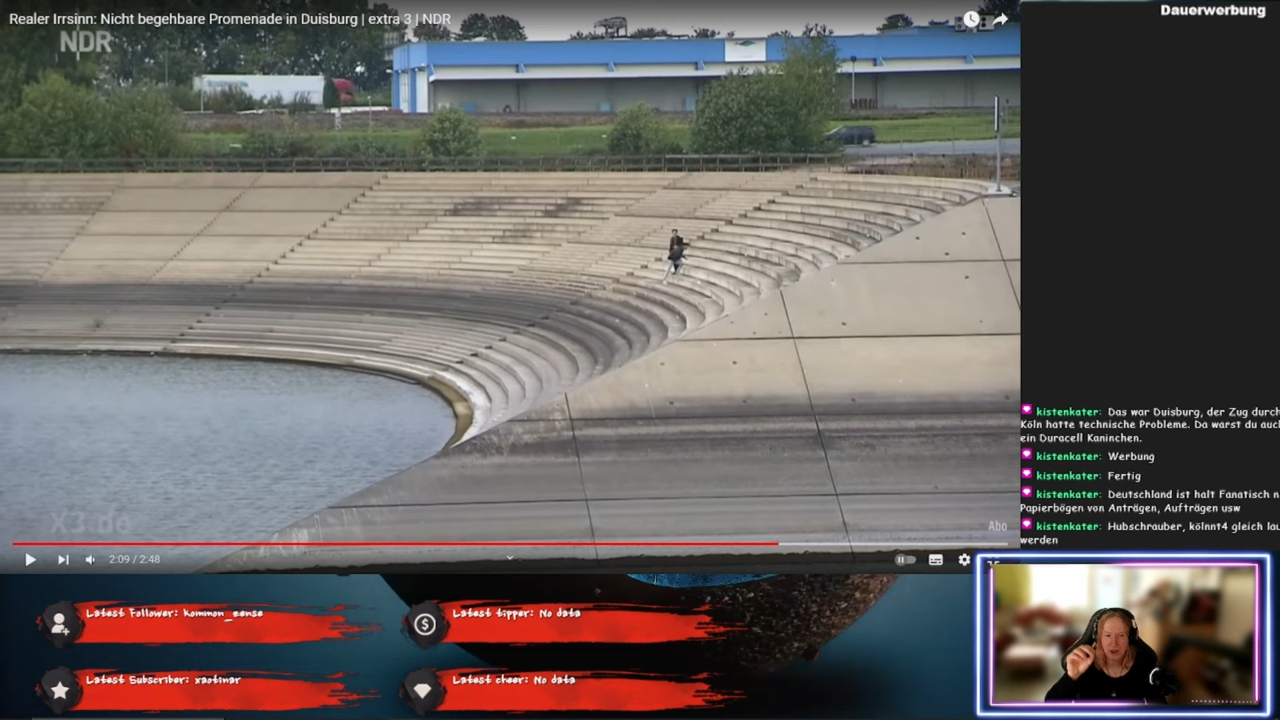 Realer Irrsinn: Nicht begehbare Promenade in Duisburg | extra 3 | NDR
NDR
Dauerwerbung
kistenkater: Das war Duisburg, der Zug durch
Köln hatte technische Probleme. Da warst du auc
ein Duracell Kaninchen.
kistenkater: Werbung
kistenkater: Fertig
kistenkater: Deutschland ist halt Fanatisch n
Papierbögen von Anträgen, Aufträgen usw
kistenkater: Hubschrauber, kölnnt4 gleich lau
werden
X3.de
Abo
2:09 / 2:48
Latest Follower: Kommon_sense
Latest tipper: No data
Latest Subscriber: xaotinar
Latest cheer: No data